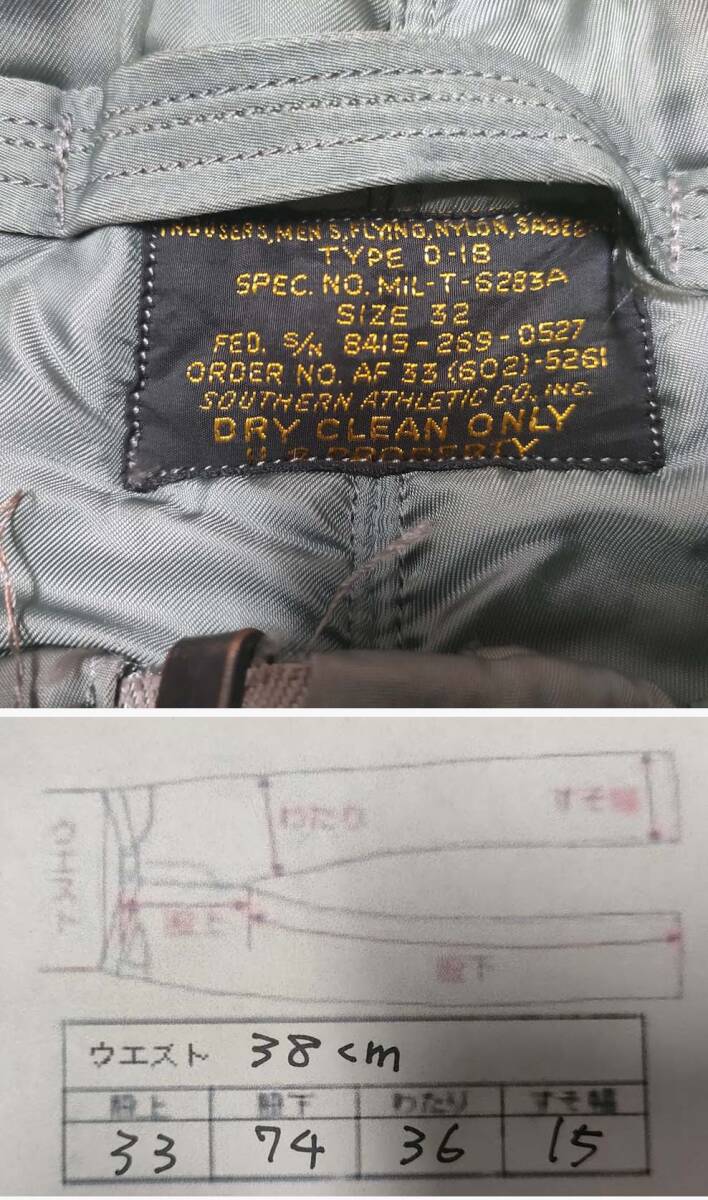 TROUSERS, MEN'S, FLYING, NYLON, SAGE
TYPE D-18
SPEC. NO. MIL-T-6283A
SIZE 32
FED. S/N 8415-269-0527
ORDER NO. AF 33 (602)-5261
SOUTHERN ATHLETIC CO., INC.
DRY CLEAN ONLY
U.S. PROPERTY
ウエスト
わたり
すそ幅
股上
股下
ウエスト 38cm
股上 股下 わたり すそ幅
33 74 36 15